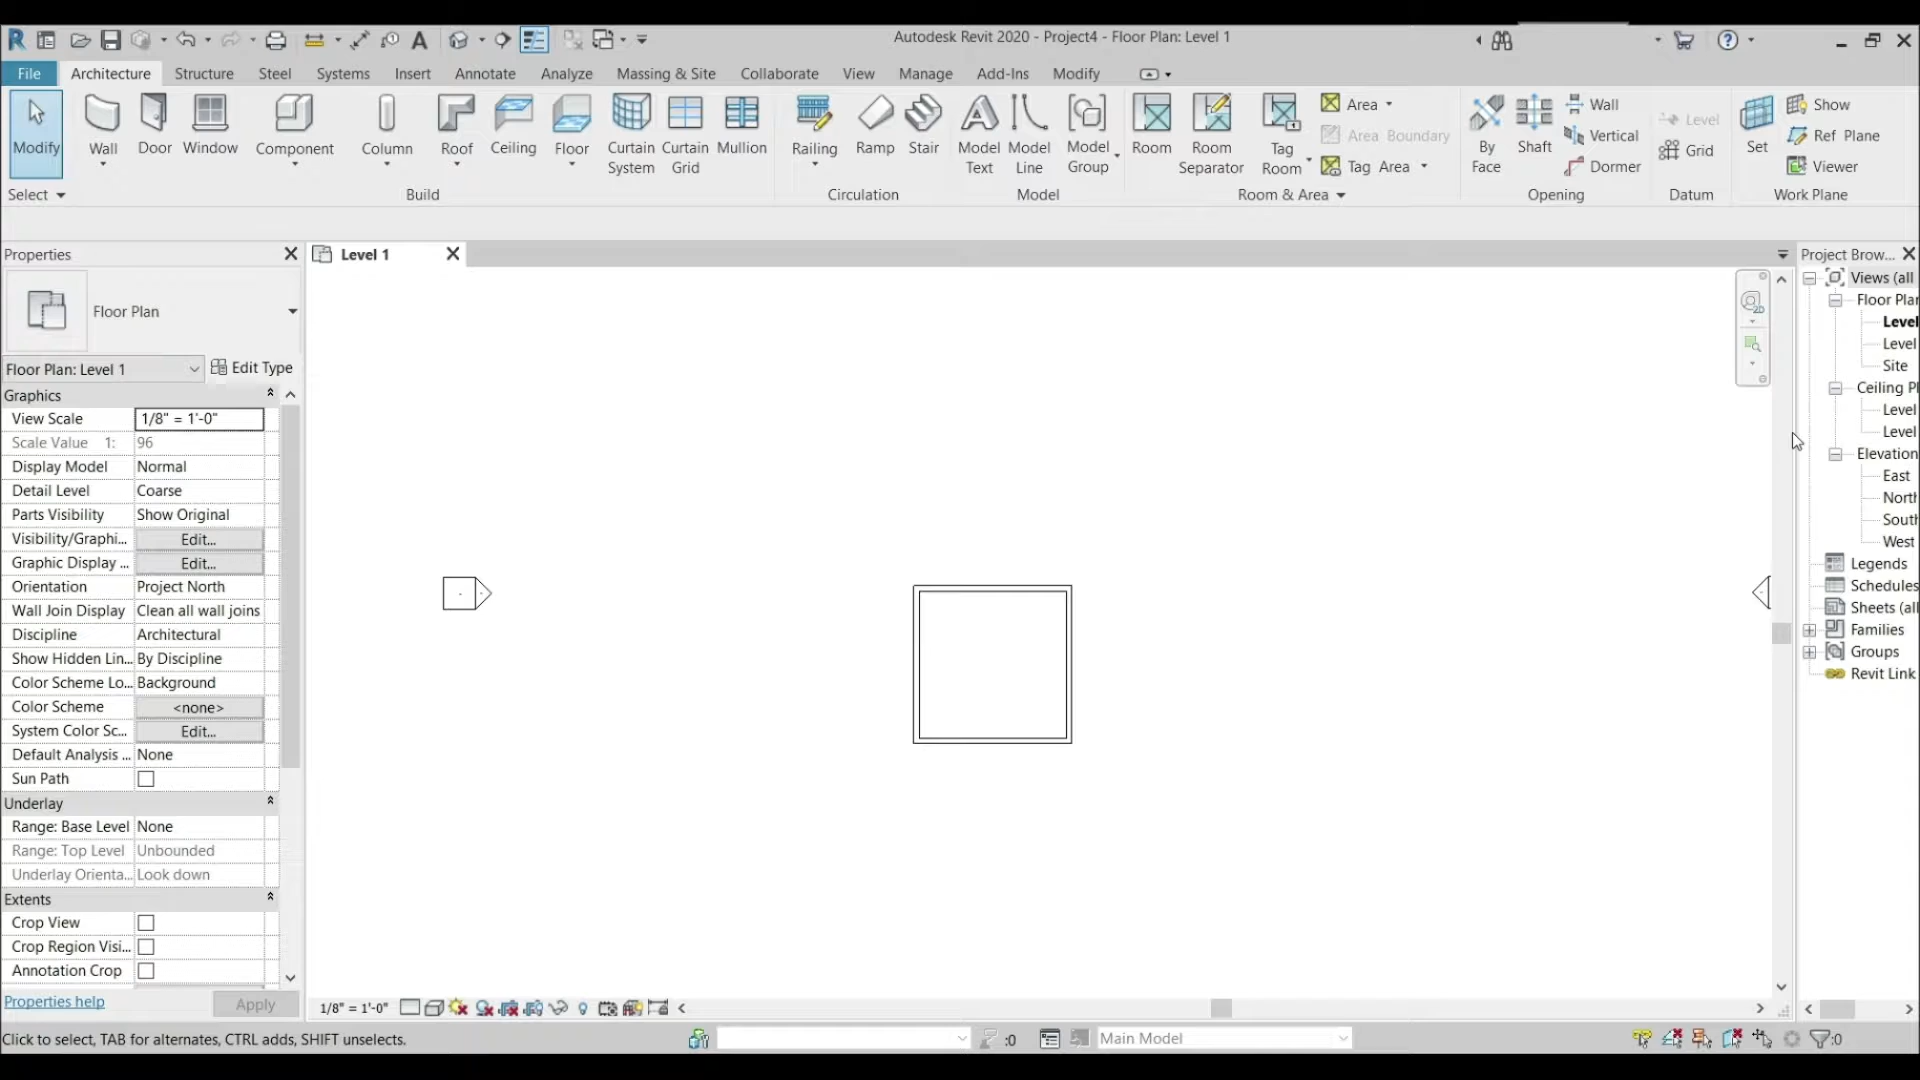 Autodesk Revit 2020 - Project4 - Floor Plan: Level 1
File Architecture Structure Steel Systems Insert Annotate Analyze Massing & Site Collaborate View Manage Add-Ins Modify
Modify Wall Door Window Component Column Roof Ceiling Floor Curtain System Curtain Grid Mullion Railing Ramp Stair Model Text Model Line Model Group Room Room Separator Tag Room
Area
Area Boundary
Tag Area
By Face Shaft
Wall
Vertical
Dormer
Level
Grid
Set
Show
Ref Plane
Viewer
Select Build Circulation Model Room & Area Opening Datum Work Plane
Properties
Level 1
Project Brow...
Floor Plan
Floor Plan: Level 1 Edit Type
Graphics
View Scale 1/8" = 1'-0"
Scale Value 1: 96
Display Model Normal
Detail Level Coarse
Parts Visibility Show Original
Visibility/Graphi... Edit...
Graphic Display ... Edit...
Orientation Project North
Wall Join Display Clean all wall joins
Discipline Architectural
Show Hidden Lin... By Discipline
Color Scheme Lo... Background
Color Scheme <none>
System Color Sc... Edit...
Default Analysis ... None
Sun Path
Underlay
Range: Base Level None
Range: Top Level Unbounded
Underlay Orienta... Look down
Extents
Crop View
Crop Region Visi...
Annotation Crop
Properties help Apply
2D
Views (all
Floor Plan
Level
Level
Site
Ceiling Pl
Level
Level
Elevation
East
North
South
West
Legends
Schedules
Sheets (all
Families
Groups
Revit Link
1/8" = 1'-0"
Click to select, TAB for alternates, CTRL adds, SHIFT unselects.
:0
Main Model
:0